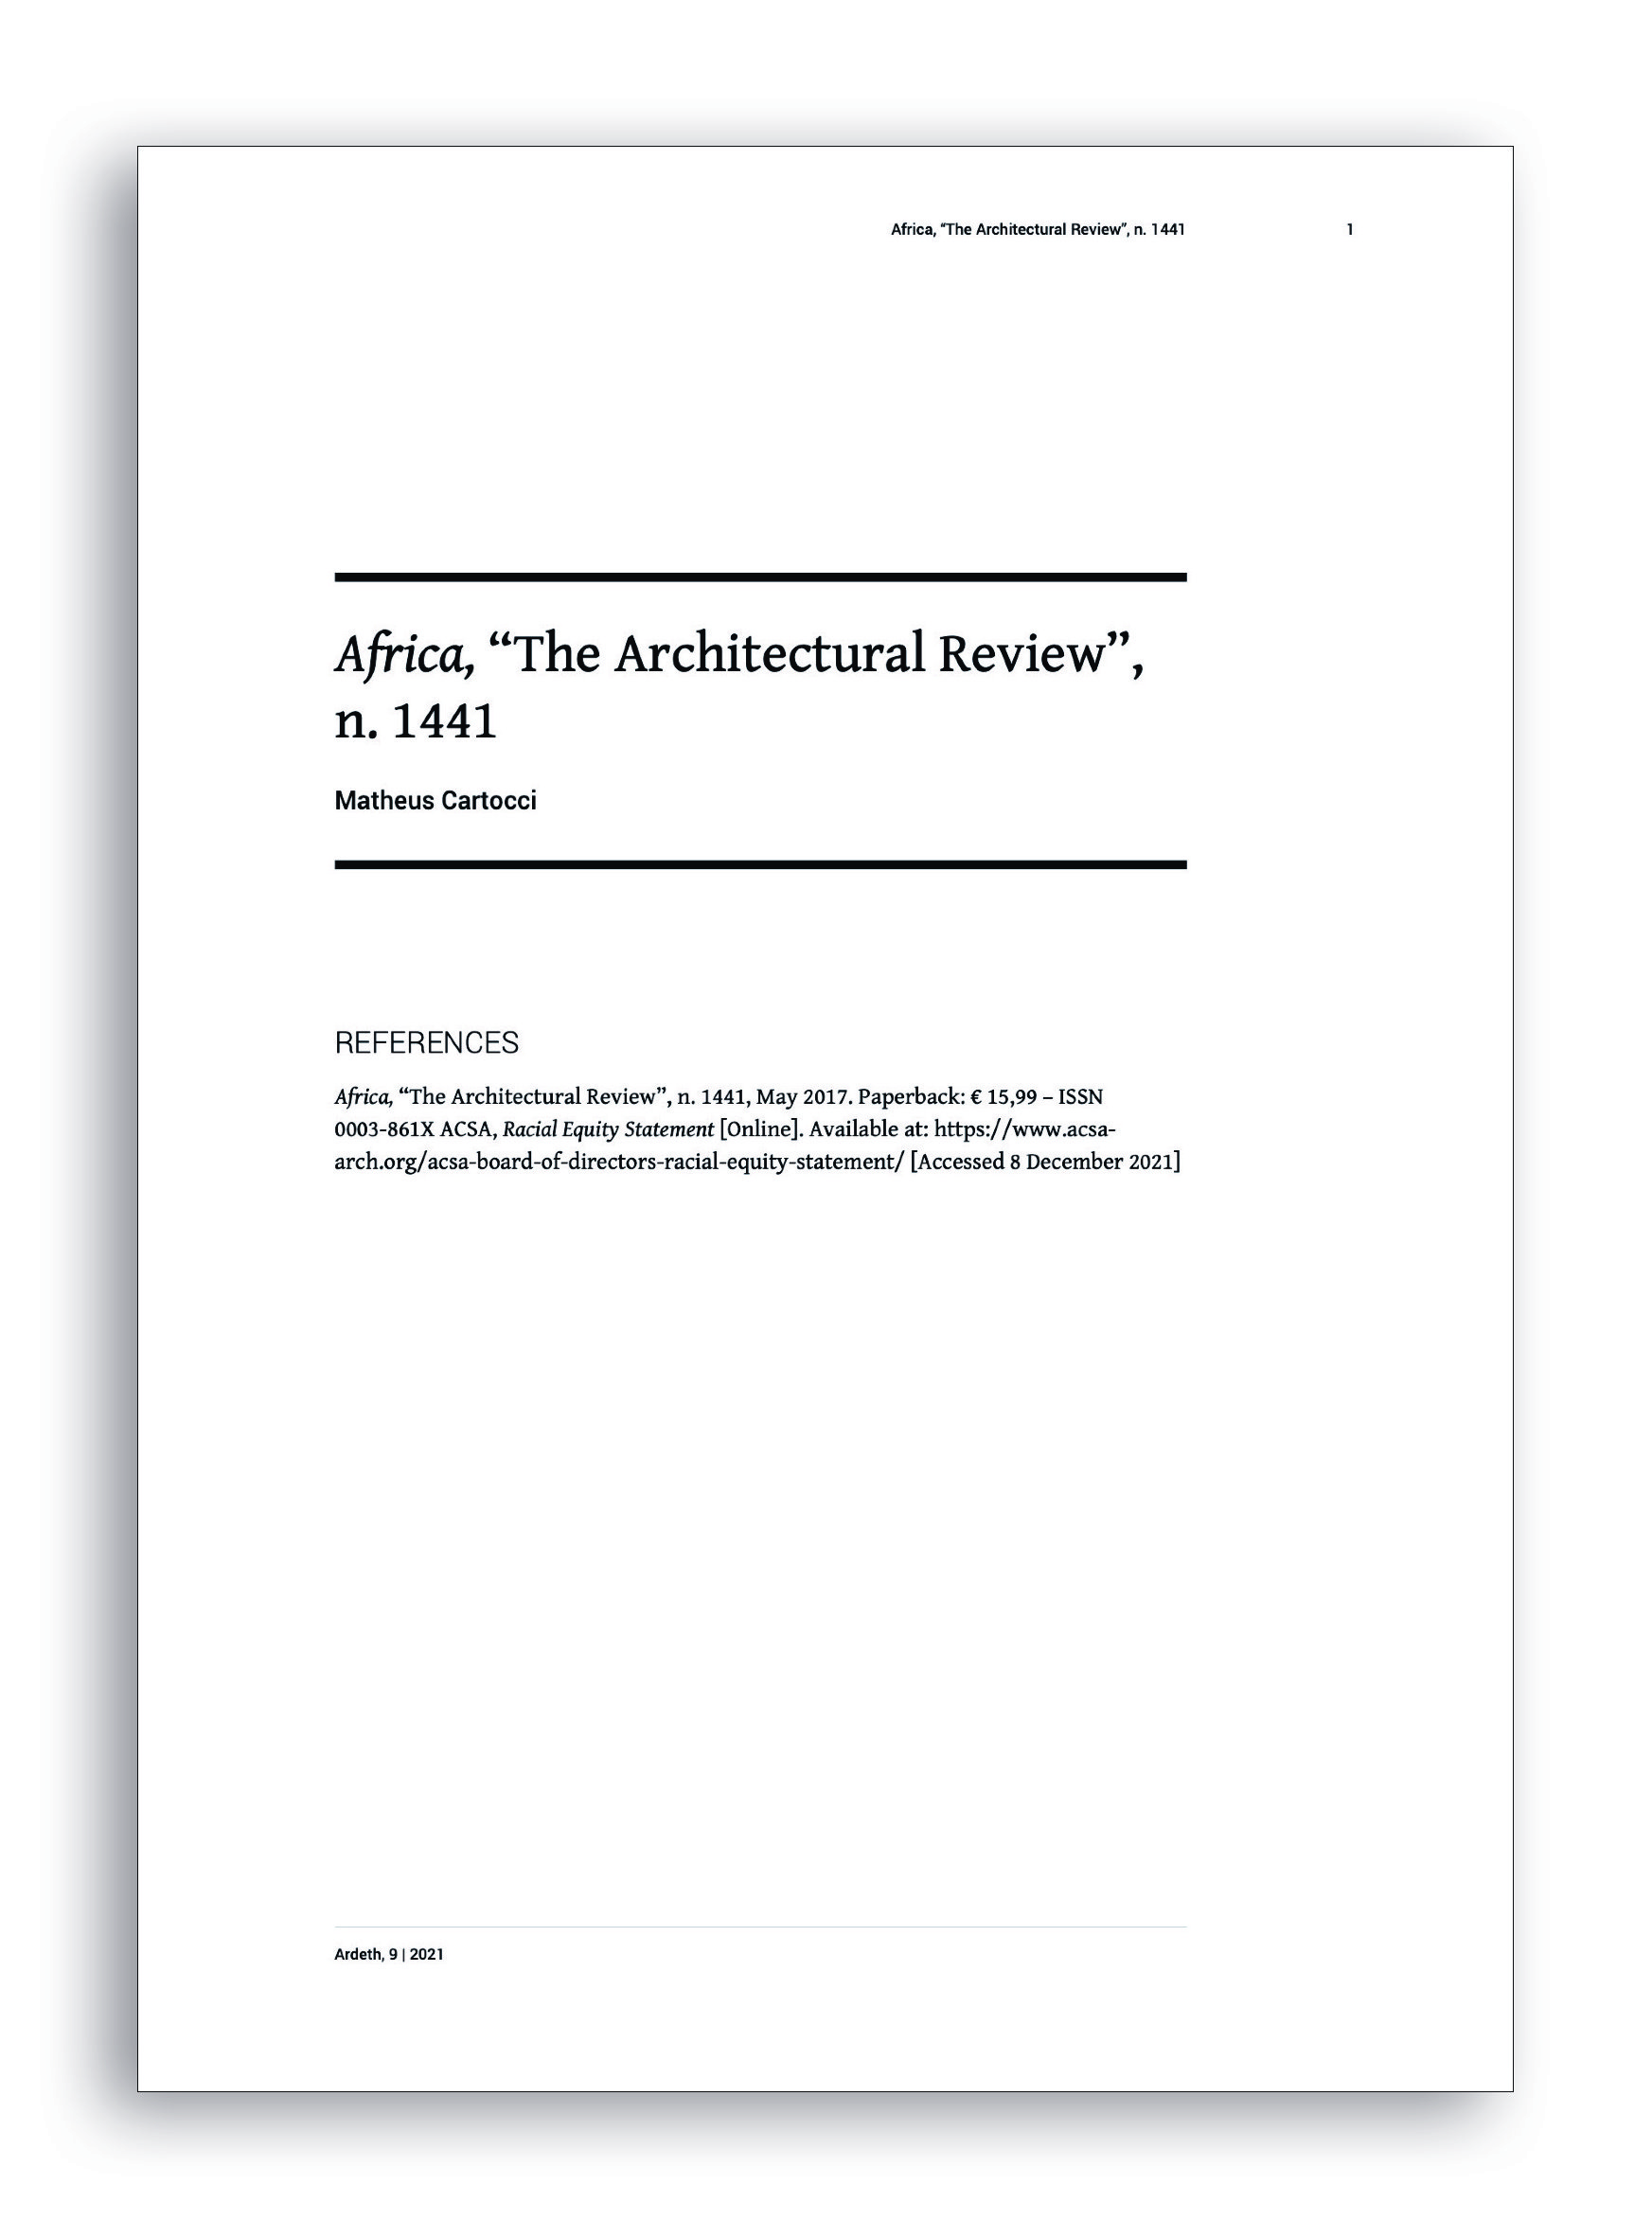 Africa, “The Architectural Review”, n. 1441 1
Africa, “The Architectural Review”,
n. 1441
Matheus Cartocci
REFERENCES
Africa, “The Architectural Review”, n. 1441, May 2017. Paperback: € 15,99 – ISSN
0003-861X ACSA, Racial Equity Statement [Online]. Available at: https://www.acsa-
arch.org/acsa-board-of-directors-racial-equity-statement/ [Accessed 8 December 2021]
Ardeth, 9 | 2021